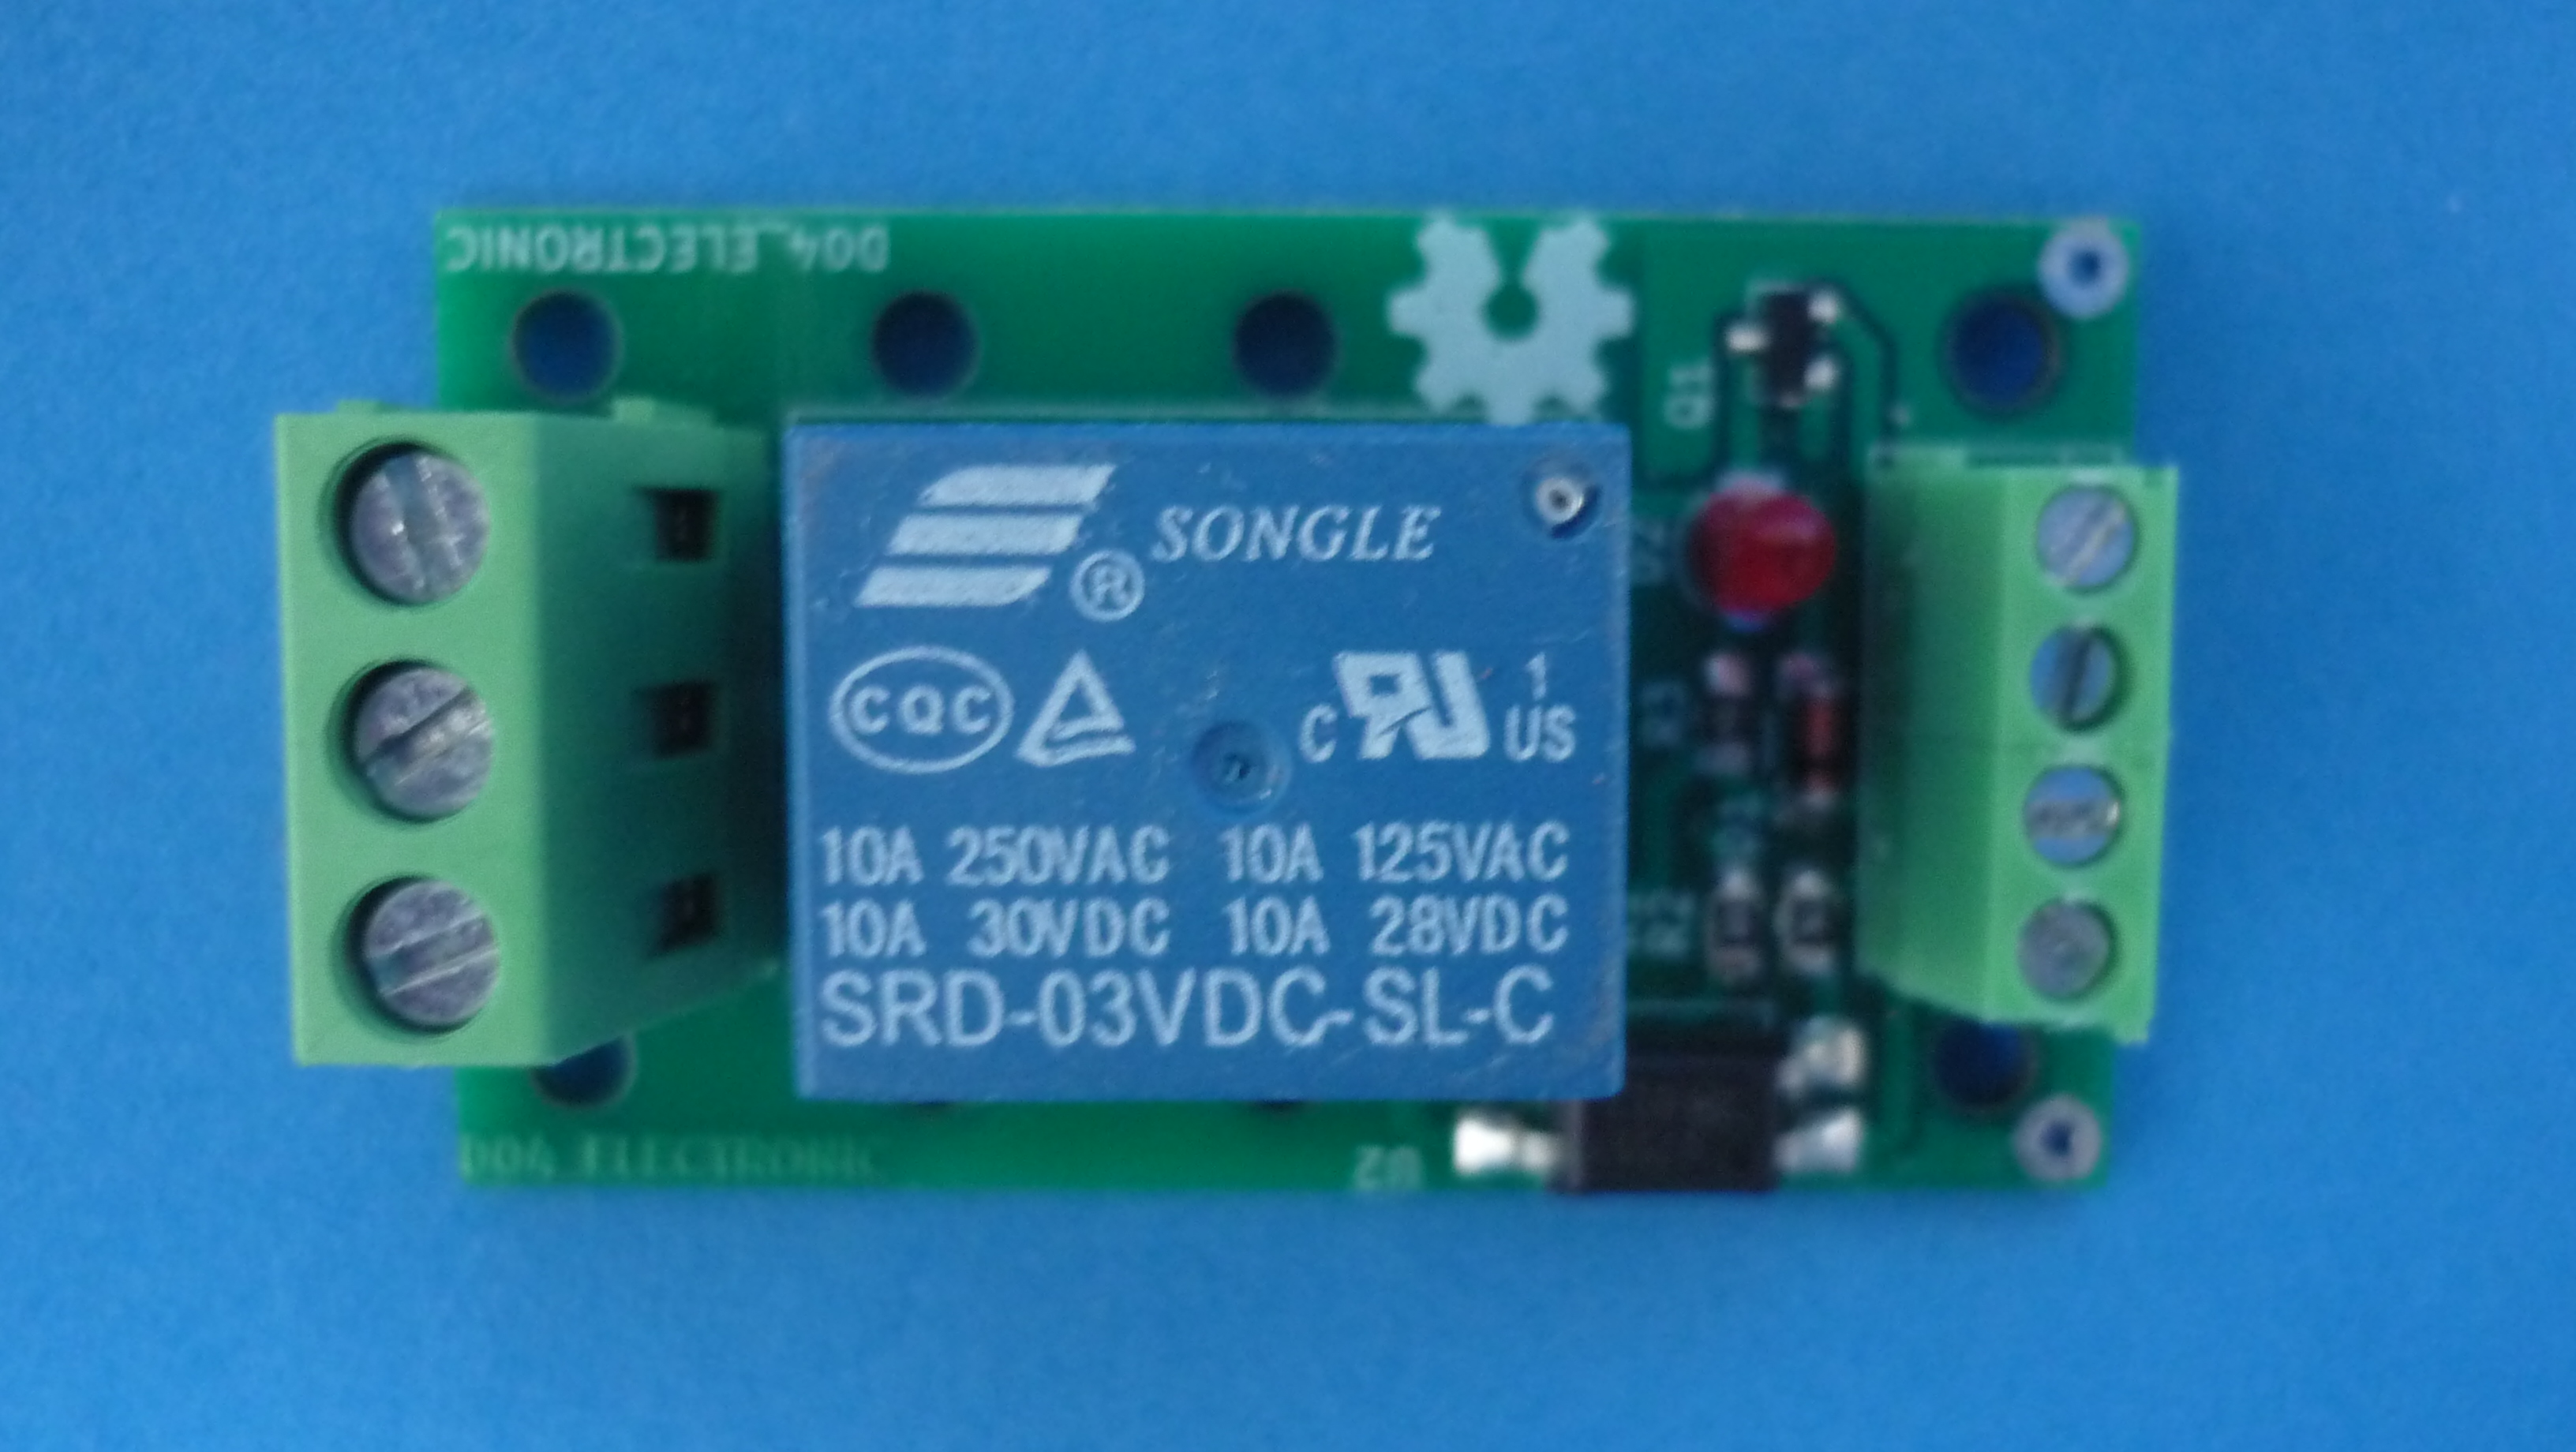 D04_ELECTRONIC
Q1
® SONGLE
CQC
C US
1
10A 250VAC 10A 125VAC
10A 30VDC 10A 28VDC
SRD-03VDC-SL-C
R2
U2
D04_ELECTRONIC